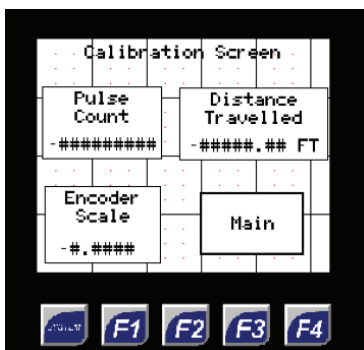 Calibration Screen
Pulse
Count
-#########
Distance
Travelled
-#####.## FT
Encoder
Scale
-#.####
Main
F1 F2 F3 F4